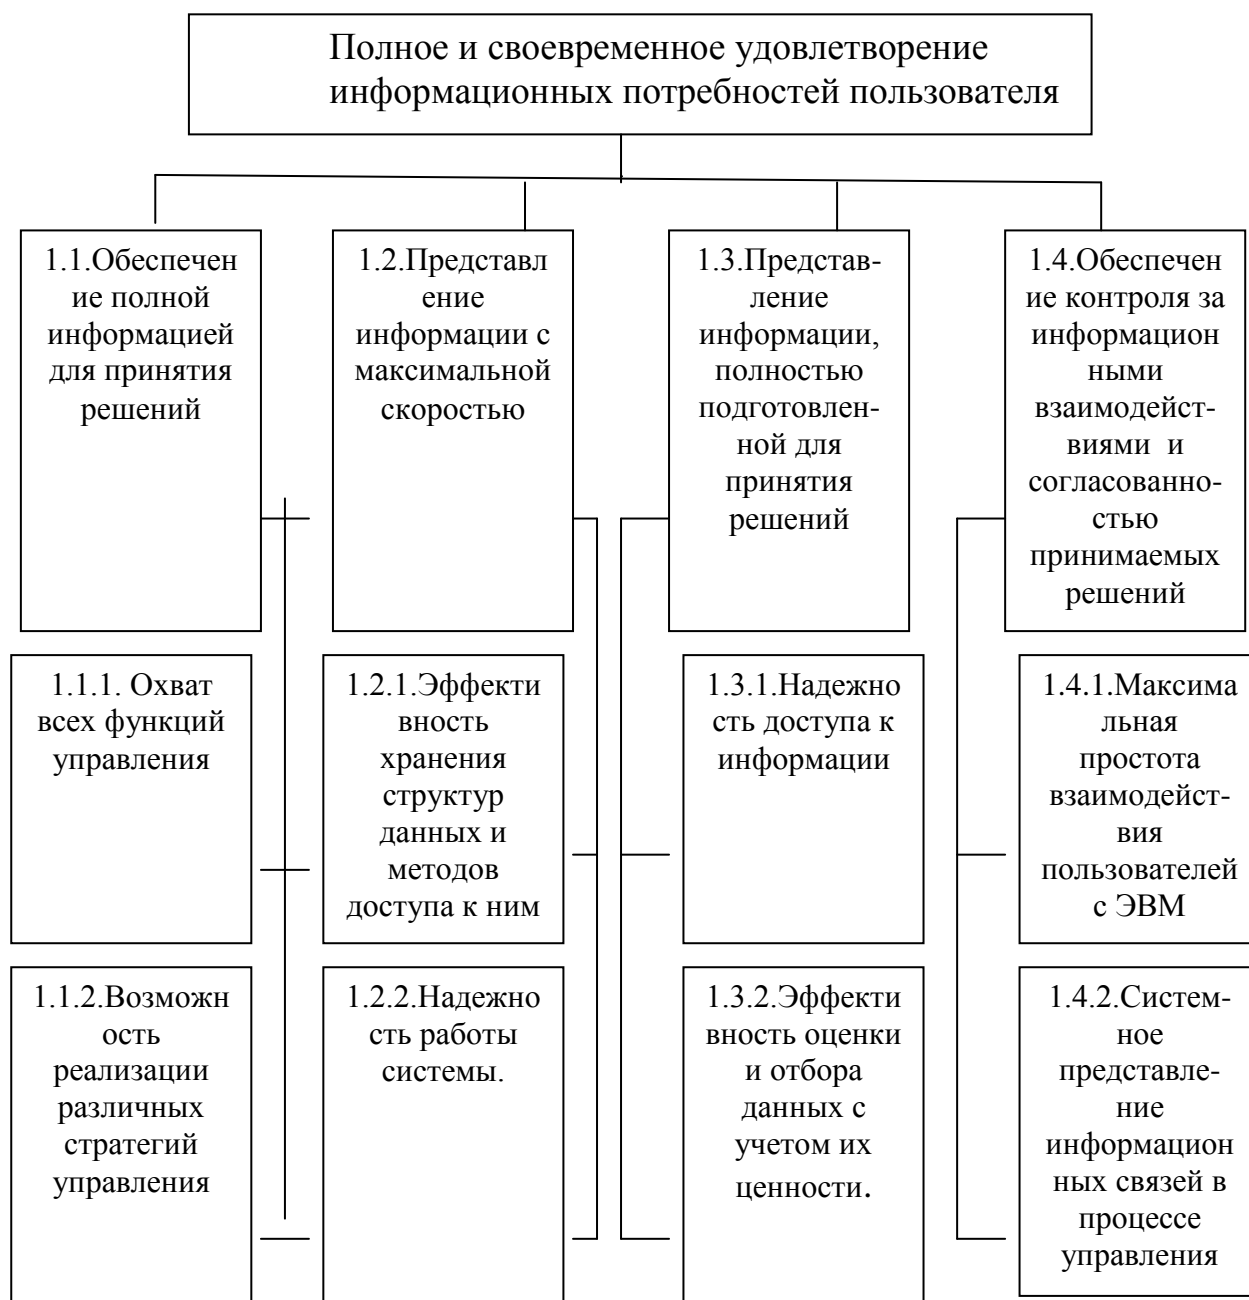 Полное и своевременное удовлетворение
информационных потребностей пользователя
1.1.Обеспечен
ие полной
информацией
для принятия
решений
1.2.Представл
ение
информации с
максимальной
скоростью
1.3.Представ-
ление
информации,
полностью
подготовлен-
ной для
принятия
решений
1.4.Обеспечен
ие контроля за
информацион
ными
взаимодейст-
виями и
согласованно-
стью
принимаемых
решений
1.1.1. Охват
всех функций
управления
1.2.1.Эффекти
вность
хранения
структур
данных и
методов
доступа к ним
1.3.1.Надежно
сть доступа к
информации
1.4.1.Максима
льная
простота
взаимодейст-
вия
пользователей
с ЭВМ
1.1.2.Возможн
ость
реализации
различных
стратегий
управления
1.2.2.Надежно
сть работы
системы.
1.3.2.Эффекти
вность оценки
и отбора
данных с
учетом их
ценности.
1.4.2.Систем-
ное
представле-
ние
информацион
ных связей в
процессе
управления